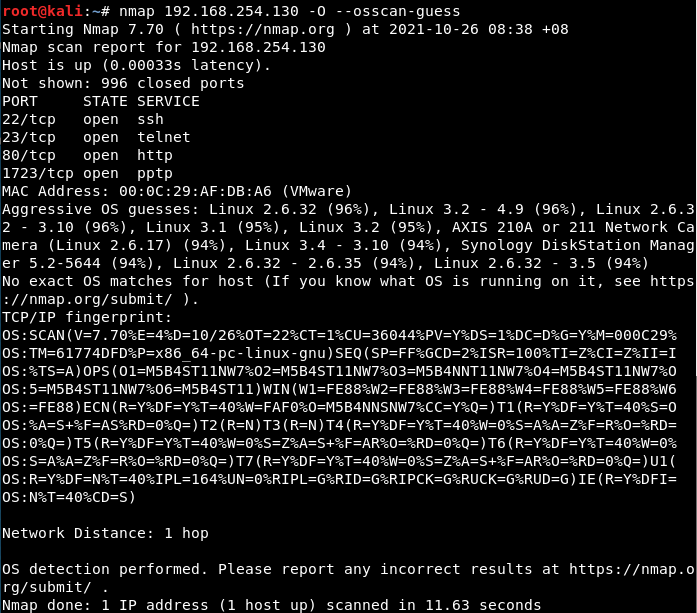 root@kali:~# nmap 192.168.254.130 -O --osscan-guess
Starting Nmap 7.70 ( https://nmap.org ) at 2021-10-26 08:38 +08
Nmap scan report for 192.168.254.130
Host is up (0.00033s latency).
Not shown: 996 closed ports
PORT     STATE SERVICE
22/tcp   open  ssh
23/tcp   open  telnet
80/tcp   open  http
1723/tcp open  pptp
MAC Address: 00:0C:29:AF:DB:A6 (VMware)
Aggressive OS guesses: Linux 2.6.32 (96%), Linux 3.2 - 4.9 (96%), Linux 2.6.3
2 - 3.10 (96%), Linux 3.1 (95%), Linux 3.2 (95%), AXIS 210A or 211 Network Ca
mera (Linux 2.6.17) (94%), Linux 3.4 - 3.10 (94%), Synology DiskStation Manag
er 5.2-5644 (94%), Linux 2.6.32 - 2.6.35 (94%), Linux 2.6.32 - 3.5 (94%)
No exact OS matches for host (If you know what OS is running on it, see https
://nmap.org/submit/ ).
TCP/IP fingerprint:
OS:SCAN(V=7.70%E=4%D=10/26%OT=22%CT=1%CU=36044%PV=Y%DS=1%DC=D%G=Y%M=000C29%
OS:TM=61774DFD%P=x86_64-pc-linux-gnu)SEQ(SP=FF%GCD=2%ISR=100%TI=Z%CI=Z%II=I
OS:%TS=A)OPS(O1=M5B4ST11NW7%O2=M5B4ST11NW7%O3=M5B4NNT11NW7%O4=M5B4ST11NW7%O
OS:5=M5B4ST11NW7%O6=M5B4ST11)WIN(W1=FE88%W2=FE88%W3=FE88%W4=FE88%W5=FE88%W6
OS:=FE88)ECN(R=Y%DF=Y%T=40%W=FAF0%O=M5B4NNSNW7%CC=Y%Q=)T1(R=Y%DF=Y%T=40%S=O
OS:%A=S+%F=AS%RD=0%Q=)T2(R=N)T3(R=N)T4(R=Y%DF=Y%T=40%W=0%S=A%A=Z%F=R%O=%RD=
OS:0%Q=)T5(R=Y%DF=Y%T=40%W=0%S=Z%A=S+%F=AR%O=%RD=0%Q=)T6(R=Y%DF=Y%T=40%W=0%
OS:S=A%A=Z%F=R%O=%RD=0%Q=)T7(R=Y%DF=Y%T=40%W=0%S=Z%A=S+%F=AR%O=%RD=0%Q=)U1(
OS:R=Y%DF=N%T=40%IPL=164%UN=0%RIPL=G%RID=G%RIPCK=G%RUCK=G%RUD=G)IE(R=Y%DFI=
OS:N%T=40%CD=S)
Network Distance: 1 hop
OS detection performed. Please report any incorrect results at https://nmap.o
rg/submit/ .
Nmap done: 1 IP address (1 host up) scanned in 11.63 seconds